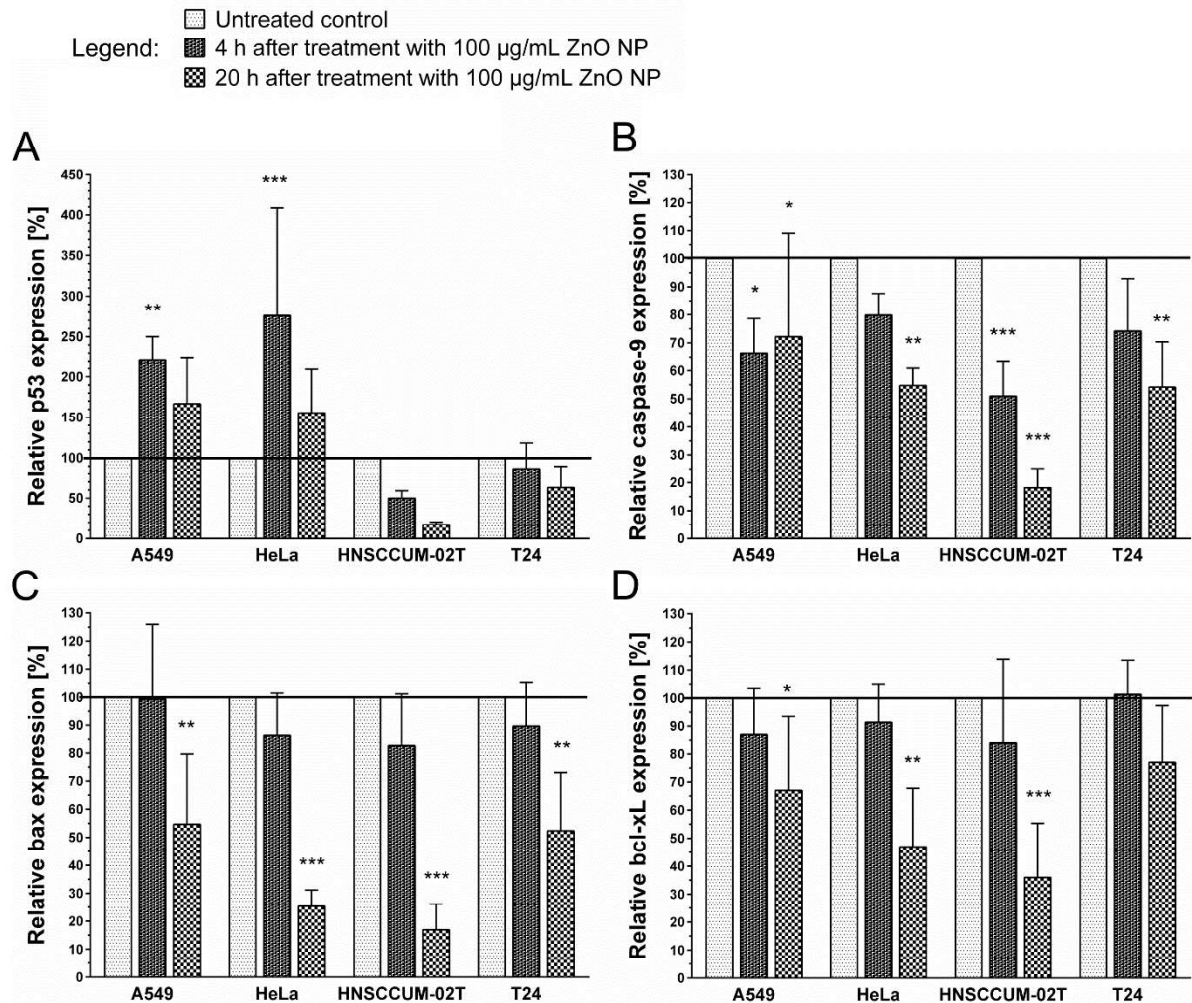 Legend:
Untreated control
4 h after treatment with 100 µg/mL ZnO NP
20 h after treatment with 100 µg/mL ZnO NP
A
Relative p53 expression [%]
450
400
350
300
250
200
150
100
50
0
** *** 
A549 HeLa HNSCCUM-02T T24
B
Relative caspase-9 expression [%]
130
120
110
100
90
80
70
60
50
40
30
20
10
0
* * ** *** *** **
A549 HeLa HNSCCUM-02T T24
C
Relative bax expression [%]
130
120
110
100
90
80
70
60
50
40
30
20
10
0
** *** *** **
A549 HeLa HNSCCUM-02T T24
D
Relative bcl-xL expression [%]
130
120
110
100
90
80
70
60
50
40
30
20
10
0
* ** ***
A549 HeLa HNSCCUM-02T T24